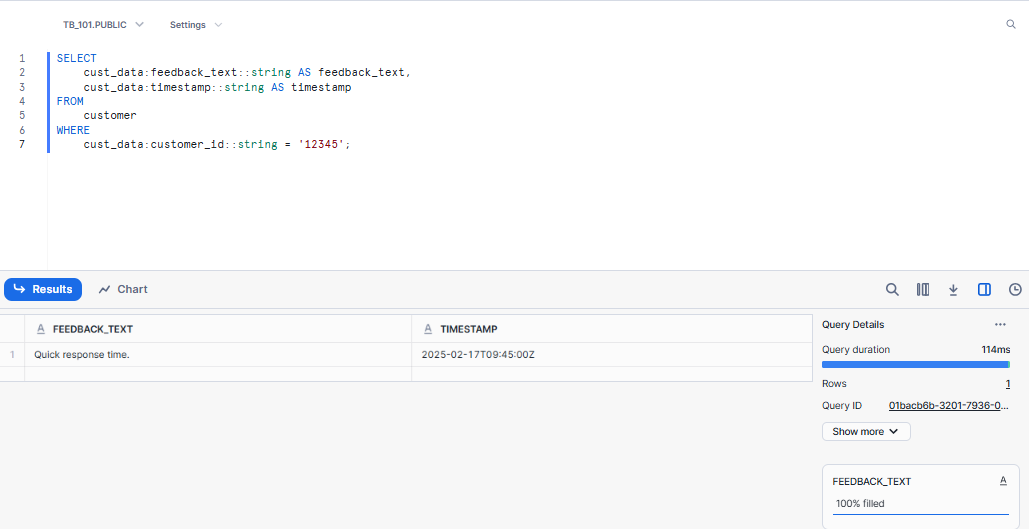 TB_101.PUBLIC Settings
1 SELECT
2 cust_data:feedback_text::string AS feedback_text,
3 cust_data:timestamp::string AS timestamp
4 FROM
5 customer
6 WHERE
7 cust_data:customer_id::string = '12345';
Results Chart
A FEEDBACK_TEXT A TIMESTAMP
1 Quick response time. 2025-02-17T09:45:00Z
Query Details ...
Query duration 114ms
Rows 1
Query ID 01bacb6b-3201-7936-0...
Show more
FEEDBACK_TEXT A
100% filled